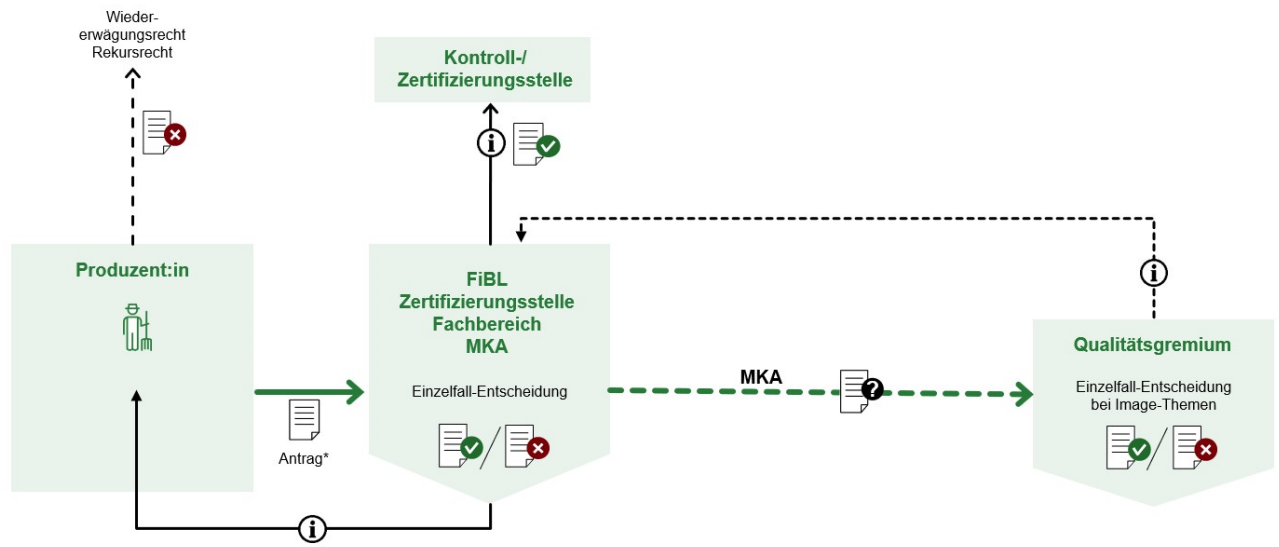 Wieder-
erwägungsrecht
Rekursrecht
Kontroll-/
Zertifizierungsstelle
Produzent:in
FiBL
Zertifizierungsstelle
Fachbereich
MKA
Einzelfall-Entscheidung
Antrag*
MKA
?
Qualitätsgremium
Einzelfall-Entscheidung
bei Image-Themen
i
i
i